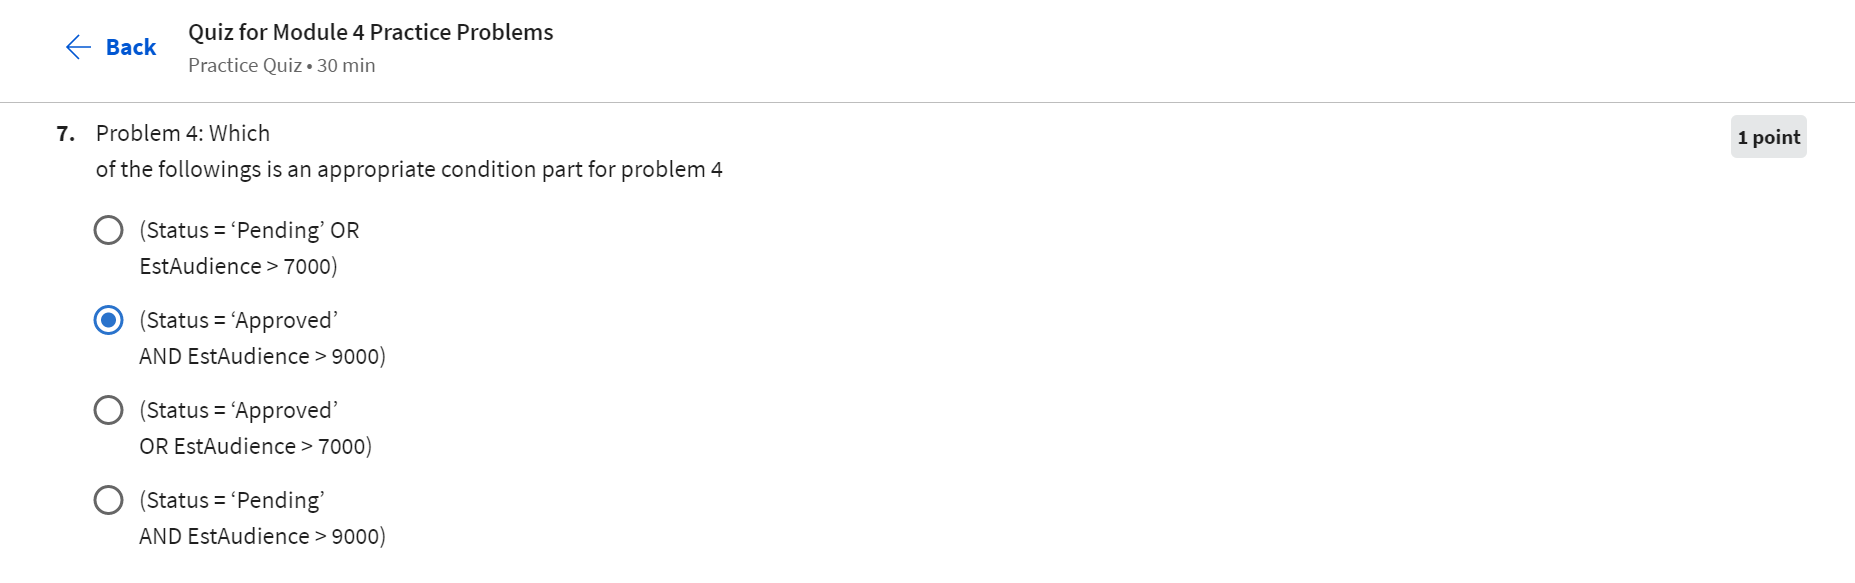 Back
Quiz for Module 4 Practice Problems
Practice Quiz • 30 min
7. Problem 4: Which
of the followings is an appropriate condition part for problem 4
1 point
(Status = ‘Pending’ OR
EstAudience > 7000)
(Status = ‘Approved’
AND EstAudience > 9000)
(Status = ‘Approved’
OR EstAudience > 7000)
(Status = ‘Pending’
AND EstAudience > 9000)